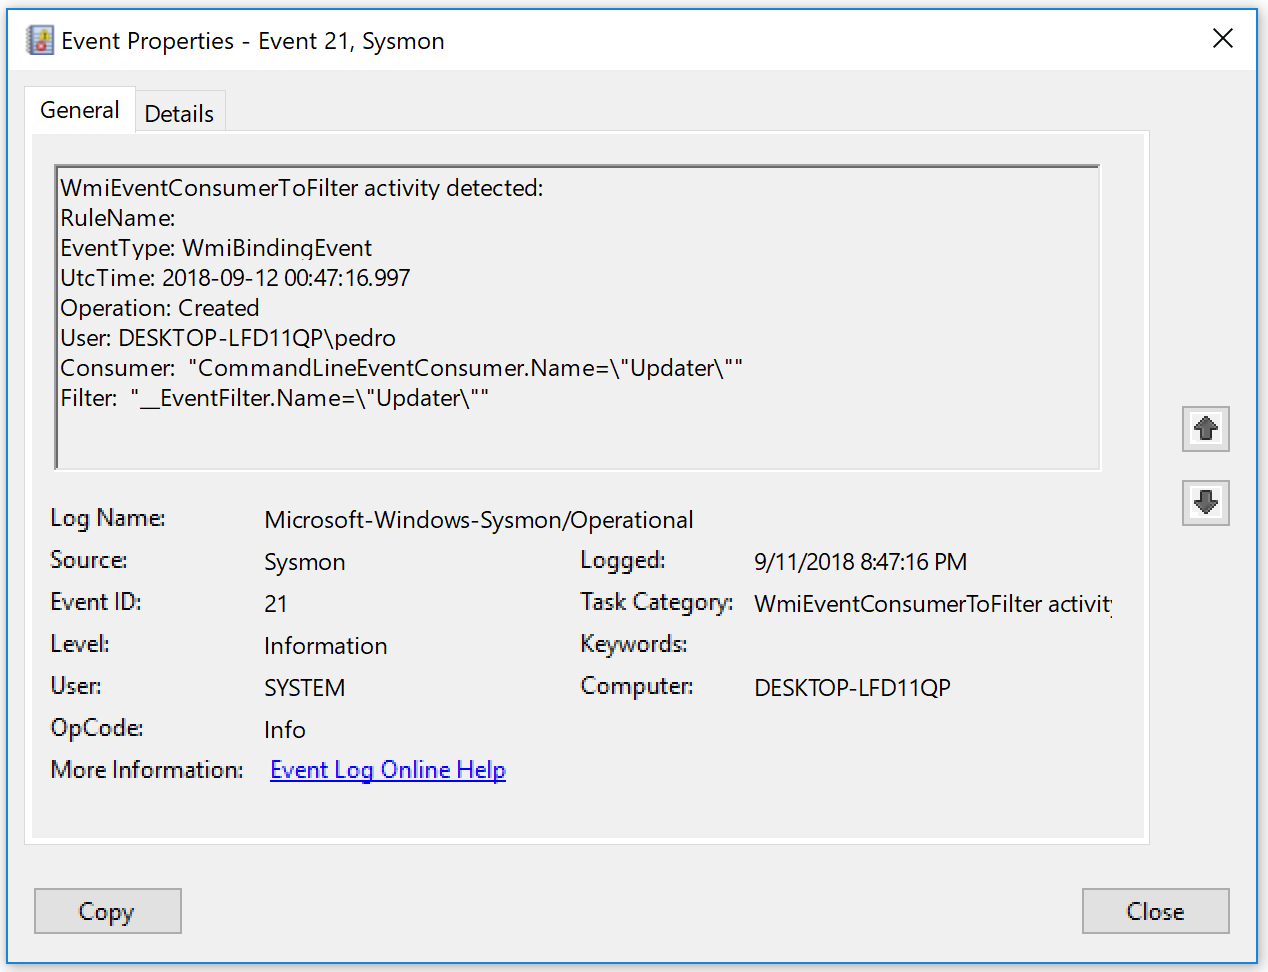 Event Properties - Event 21, Sysmon
General
Details
WmiEventConsumerToFilter activity detected:
RuleName:
EventType: WmiBindingEvent
UtcTime: 2018-09-12 00:47:16.997
Operation: Created
User: DESKTOP-LFD11QP\pedro
Consumer:  "CommandLineEventConsumer.Name=\"Updater\""
Filter:  "__EventFilter.Name=\"Updater\""
Log Name: Microsoft-Windows-Sysmon/Operational
Source: Sysmon Logged: 9/11/2018 8:47:16 PM
Event ID: 21 Task Category: WmiEventConsumerToFilter activity
Level: Information Keywords:
User: SYSTEM Computer: DESKTOP-LFD11QP
OpCode: Info
More Information: Event Log Online Help
Copy
Close